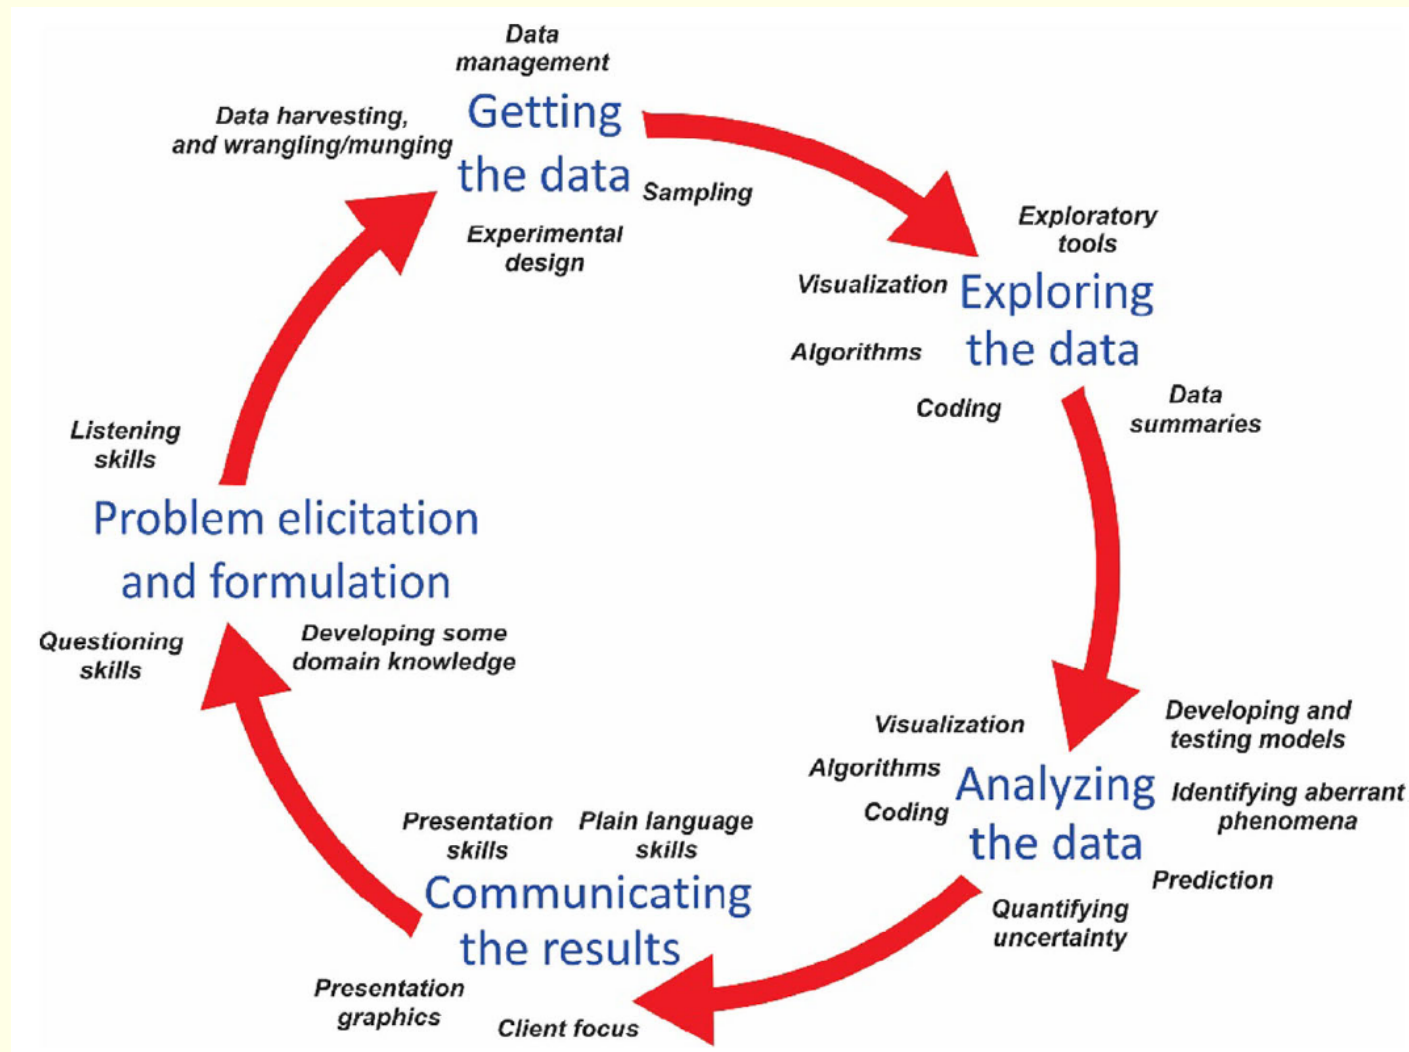 Data
management
Getting
the data
Data harvesting,
and wrangling/munging
Sampling
Experimental
design
Exploratory
tools
Visualization
Exploring
the data
Algorithms
Coding
Data
summaries
Listening
skills
Problem elicitation
and formulation
Questioning
skills
Developing some
domain knowledge
Visualization
Developing and
testing models
Algorithms
Analyzing
the data
Coding
Identifying aberrant
phenomena
Prediction
Quantifying
uncertainty
Presentation
skills
Plain language
skills
Communicating
the results
Presentation
graphics
Client focus